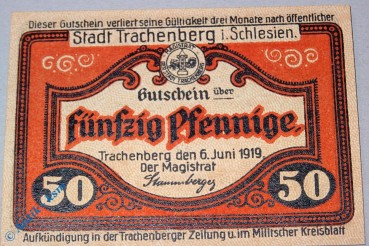 Dieser Gutschein verliert seine Gültigkeit drei Monate nach öffentlicher
Stadt Trachenberg i. Schlesien.
Gutschein über
fünfzig Pfennige.
Trachenberg den 6. Juni 1919.
Der Magistrat
50
50
Aufkündigung in der Trachenberger Zeitung u. im Militscher Kreisblatt